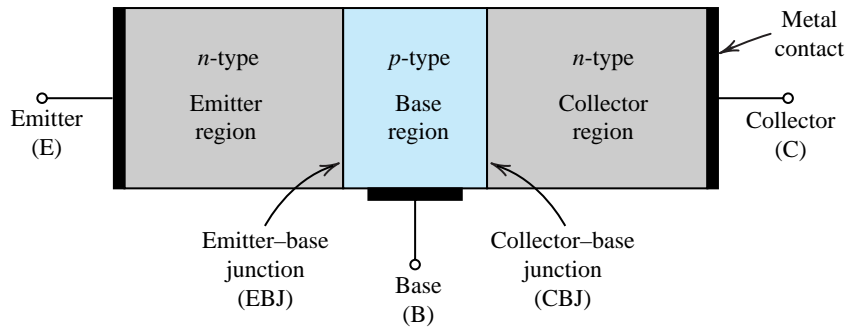 n-type
Emitter
region
p-type
Base
region
n-type
Collector
region
Metal
contact
Emitter
(E)
Collector
(C)
Emitter–base
junction
(EBJ)
Base
(B)
Collector–base
junction
(CBJ)